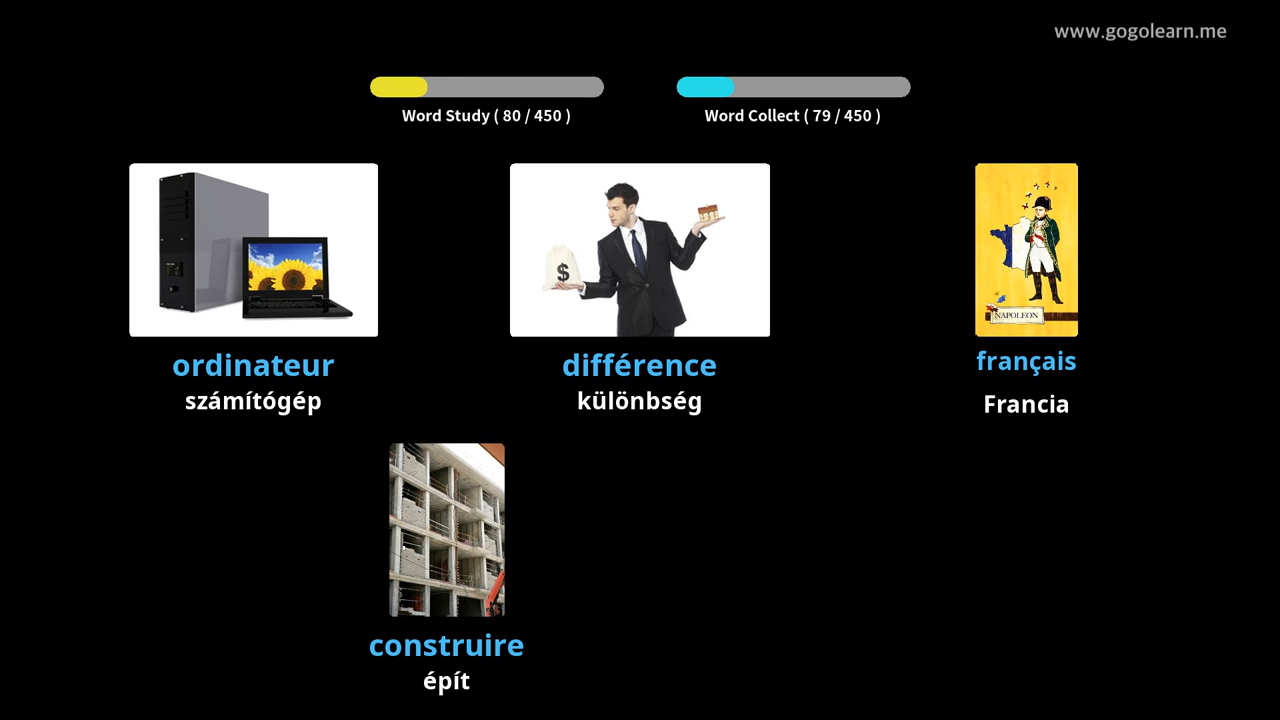 www.gogolearn.me
Word Study ( 80 / 450 )
Word Collect ( 79 / 450 )
$
NAPOLEON
ordinateur
számítógép
différence
különbség
français
Francia
construire
épít